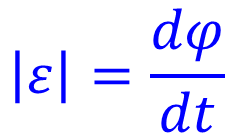 |ε| = dφ/dt